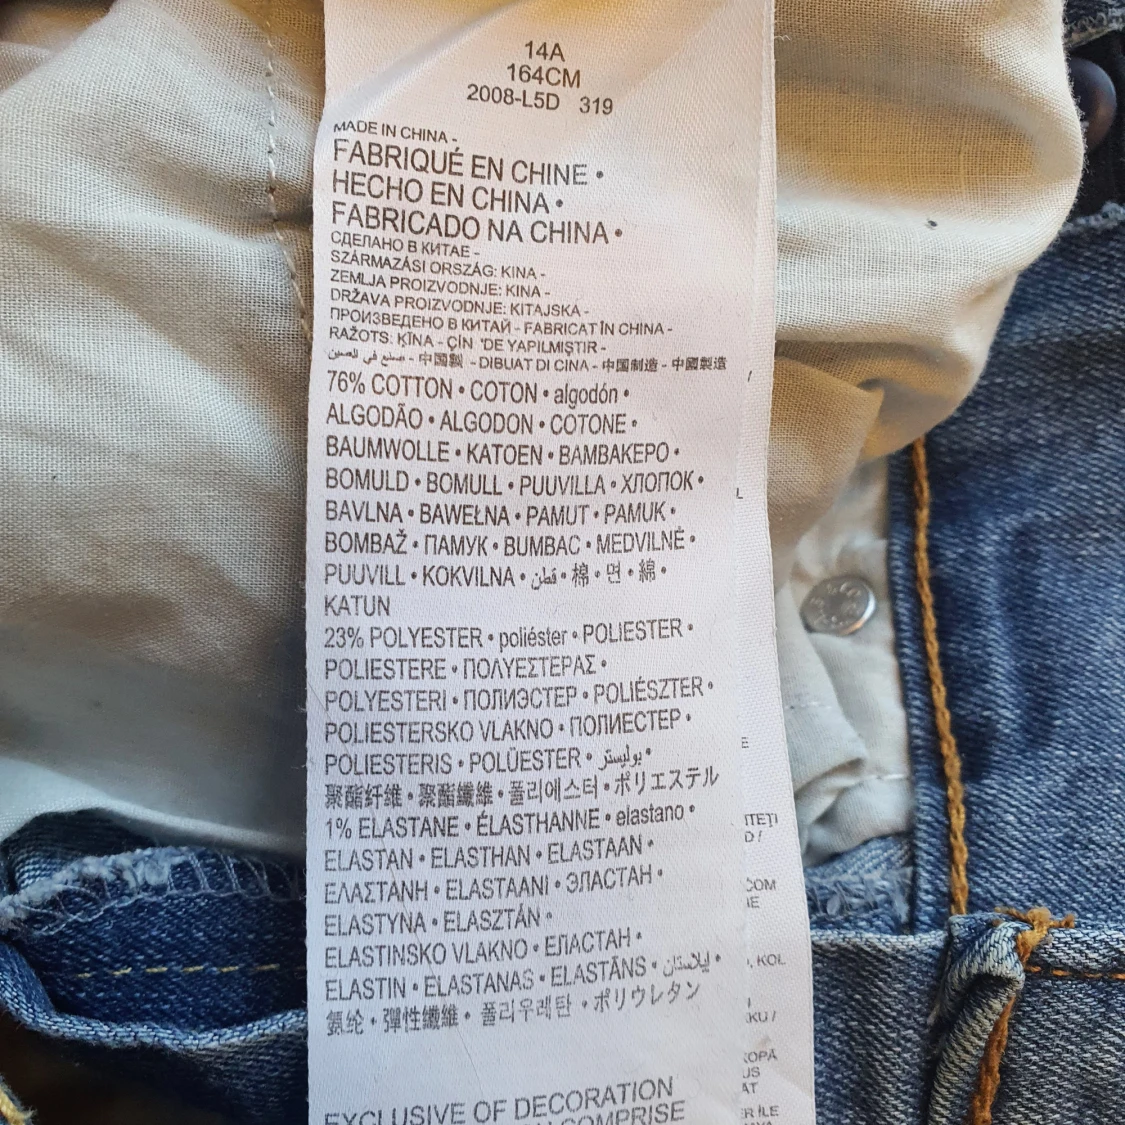 14A
164CM
2008-L5D 319
MADE IN CHINA -
FABRIQUÉ EN CHINE •
HECHO EN CHINA •
FABRICADO NA CHINA •
СДЕЛАНО В КИТАЕ -
SZÁRMAZÁSI ORSZÁG: KINA -
ZEMLJA PROIZVODNJE: KINA -
DRŽAVA PROIZVODNJE: KITAJSKA -
ПРОИЗВЕДЕНО В КИТАЙ - FABRICAT ÎN CHINA -
RAŽOTS: ĶĪNA - ÇİN 'DE YAPILMIŞTIR -
صنع في الصين - 中国製 - DIBUAT DI CINA - 中国制造 - 中國製造
76% COTTON • COTON • algodón •
ALGODÃO • ALGODON • COTONE •
BAUMWOLLE • KATOEN • BAMBAKEPO •
BOMULD • BOMULL • PUUVILLA • ХЛОПОК •
BAVLNA • BAWEŁNA • PAMUT • PAMUK •
BOMBAŽ • ПАМУК • BUMBAC • MEDVILNĖ •
PUUVILL • KOKVILNA • قطن • 棉 • 면 • 綿 •
KATUN
23% POLYESTER • poliéster • POLIESTER •
POLIESTERE • ΠΟΛΥΕΣΤΕΡΑΣ •
POLYESTERI • ПОЛИЭСТЕР • POLIÉSZTER •
POLIESTERSKO VLAKNO • ПОЛИЕСТЕР •
POLIESTERIS • POLÜESTER • بوليستر •
聚酯纤维 • 聚酯纖維 • 폴리에스터 • ポリエステル
1% ELASTANE • ÉLASTHANNE • elastano •
ELASTAN • ELASTHAN • ELASTAAN •
ΕΛΑΣΤΑΝΗ • ELASTAANI • ЭЛАСТАН •
ELASTYNA • ELASZTÁN •
ELASTINSKO VLAKNO • ЕЛАСТАН •
ELASTIN • ELASTANAS • ELASTĀNS • ايلاستان •
氨纶 • 彈性纖維 • 폴리우레탄 • ポリウレタン
EXCLUSIVE OF DECORATION
COMPRISE